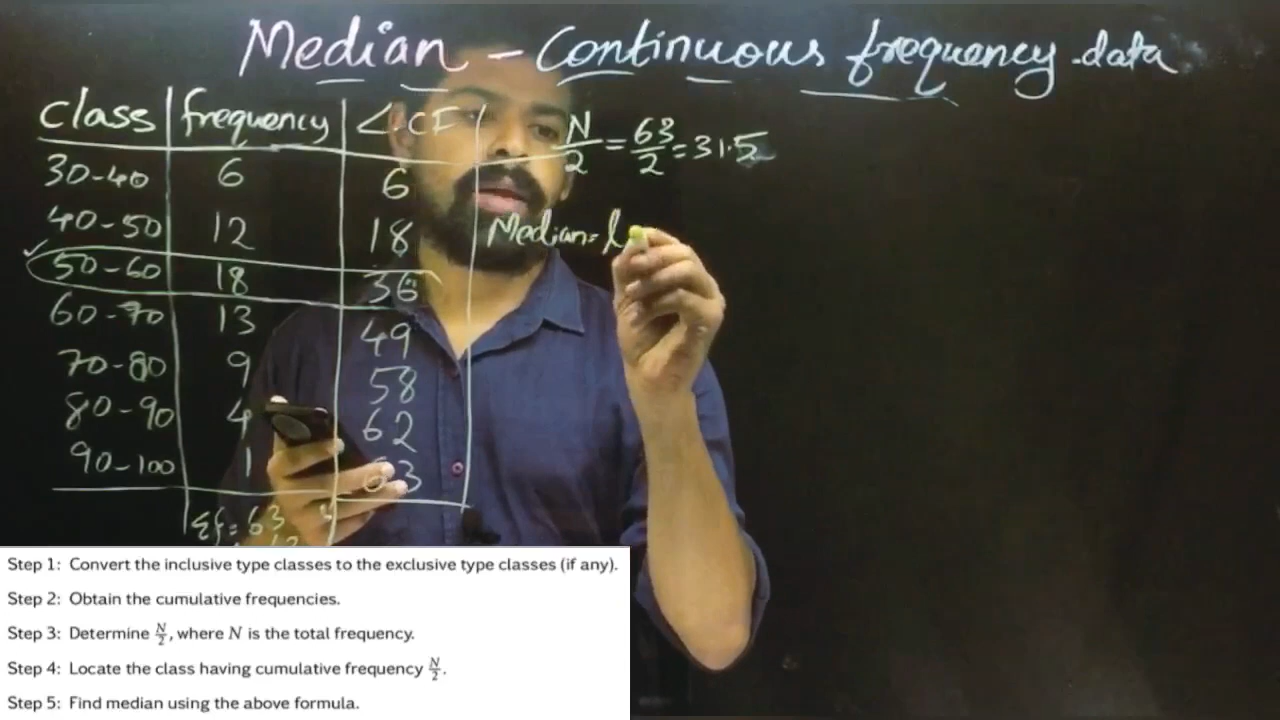 Median - Continuous frequency data
class frequency <CF
N/2 = 63/2 = 31.5
30-40 6 6
40-50 12 18
Median = l
50-60 18 36
60-70 13 49
70-80 9 58
80-90 4 62
90-100 1 63
Σf = 63
Step 1: Convert the inclusive type classes to the exclusive type classes (if any).
Step 2: Obtain the cumulative frequencies.
Step 3: Determine N/2, where N is the total frequency.
Step 4: Locate the class having cumulative frequency N/2.
Step 5: Find median using the above formula.